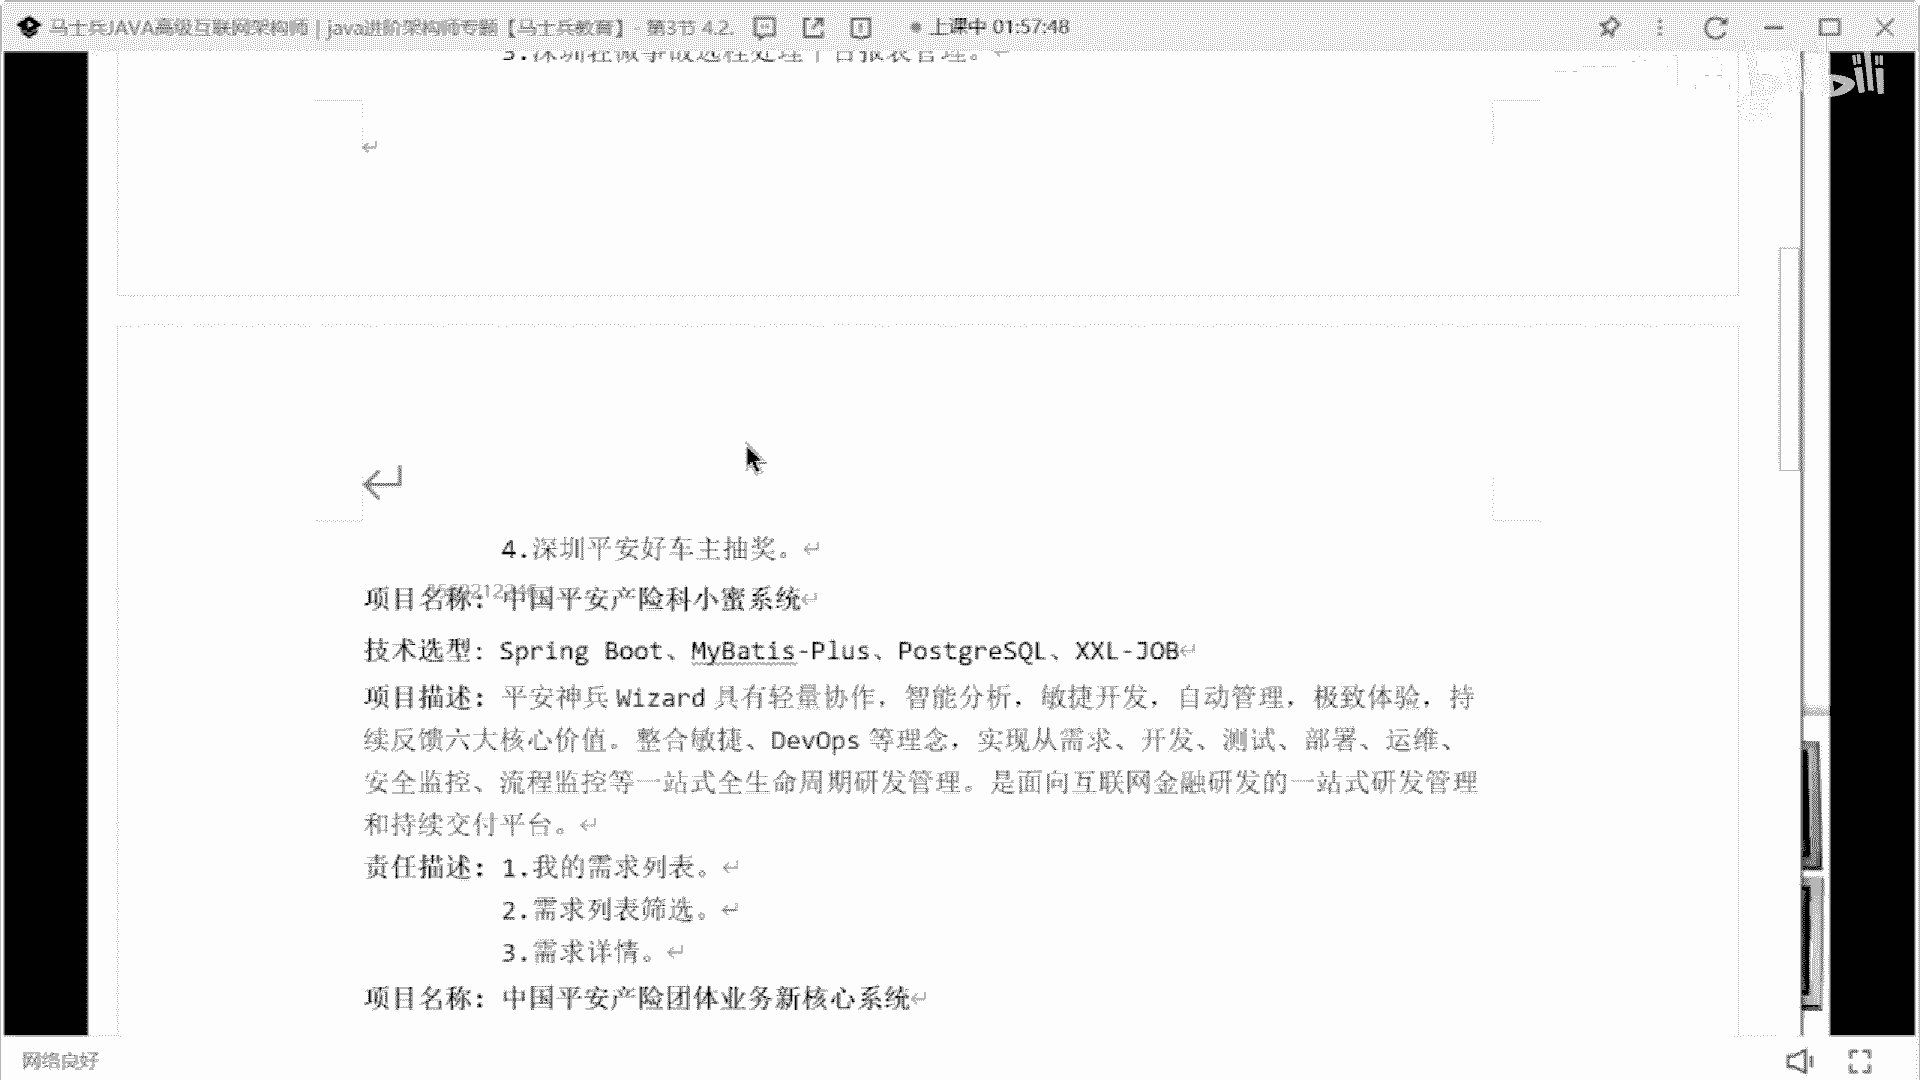 马士兵JAVA高级互联网架构师 | java进阶架构师专题【马士兵教育】- 第3节 4.2.
上课中 01:57:48
3.深圳轻微事故远程处理平台报表管理。
4.深圳平安好车主抽奖。
项目名称：中国平安产险科小蜜系统
技术选型：Spring Boot、MyBatis-Plus、PostgreSQL、XXL-JOB
项目描述：平安神兵 Wizard 具有轻量协作，智能分析，敏捷开发，自动管理，极致体验，持
续反馈六大核心价值。整合敏捷、DevOps 等理念，实现从需求、开发、测试、部署、运维、
安全监控、流程监控等一站式全生命周期研发管理。是面向互联网金融研发的一站式研发管理
和持续交付平台。
责任描述：1.我的需求列表。
2.需求列表筛选。
3.需求详情。
项目名称：中国平安产险团体业务新核心系统
网络良好